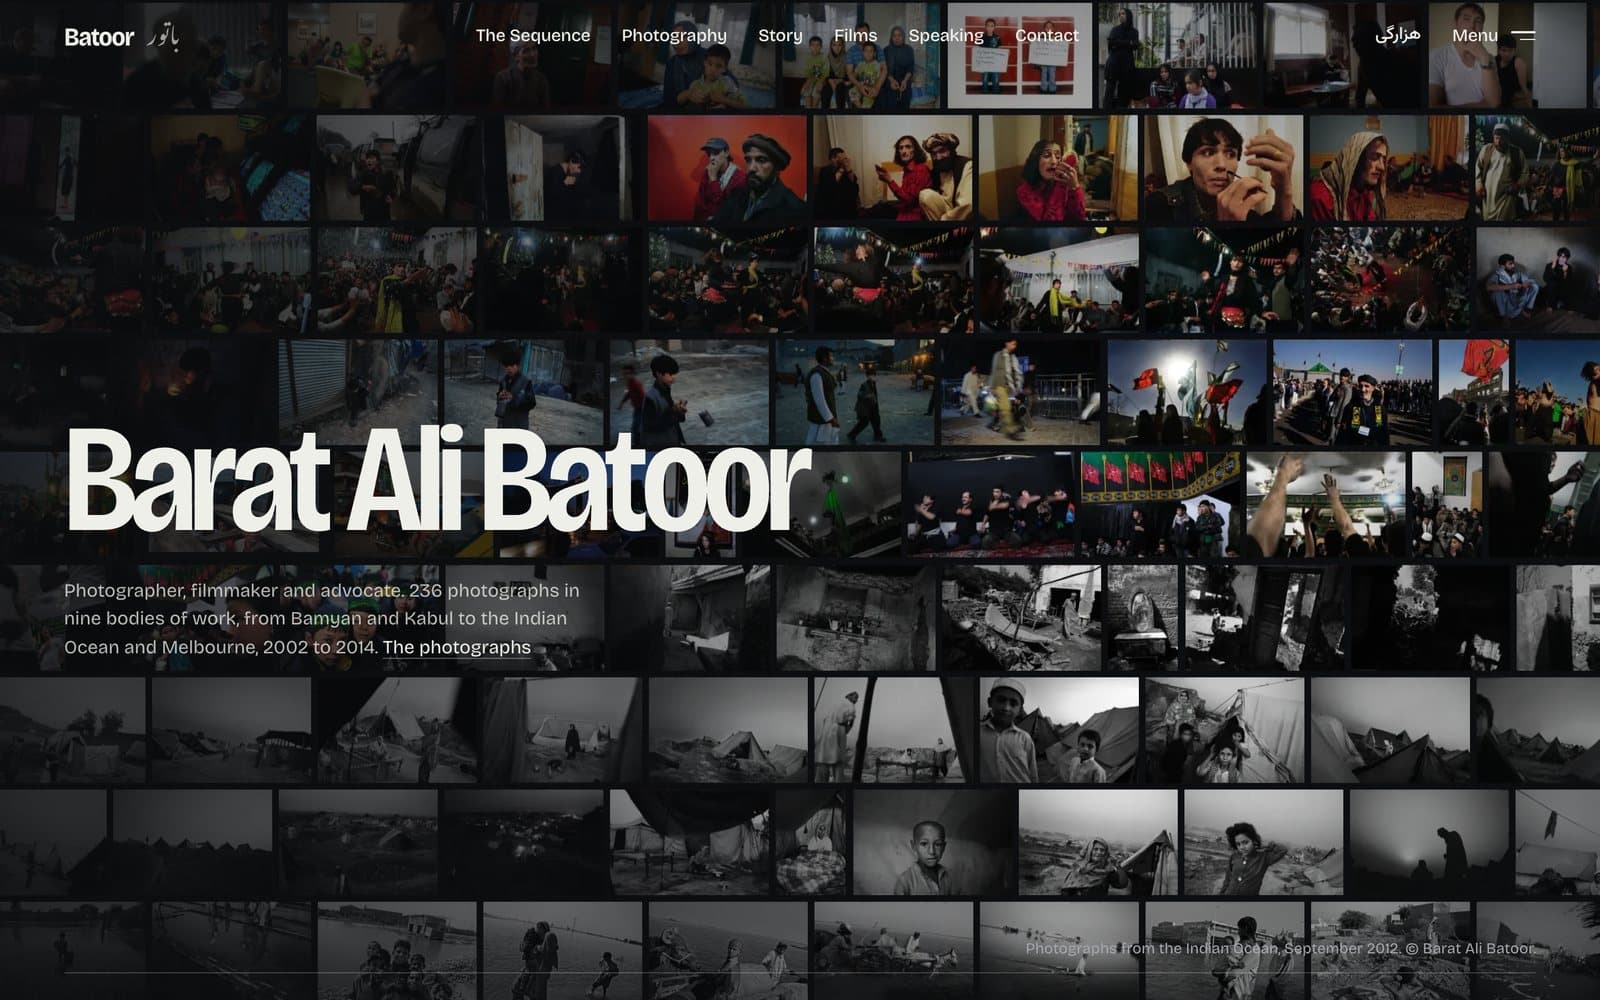 Batoor باتور
The Sequence Photography Story Films Speaking Contact
هزارگی Menu
Barat Ali Batoor
Photographer, filmmaker and advocate. 236 photographs in
nine bodies of work, from Bamyan and Kabul to the Indian
Ocean and Melbourne, 2002 to 2014. The photographs
Photographs from the Indian Ocean, September 2012. © Barat Ali Batoor.